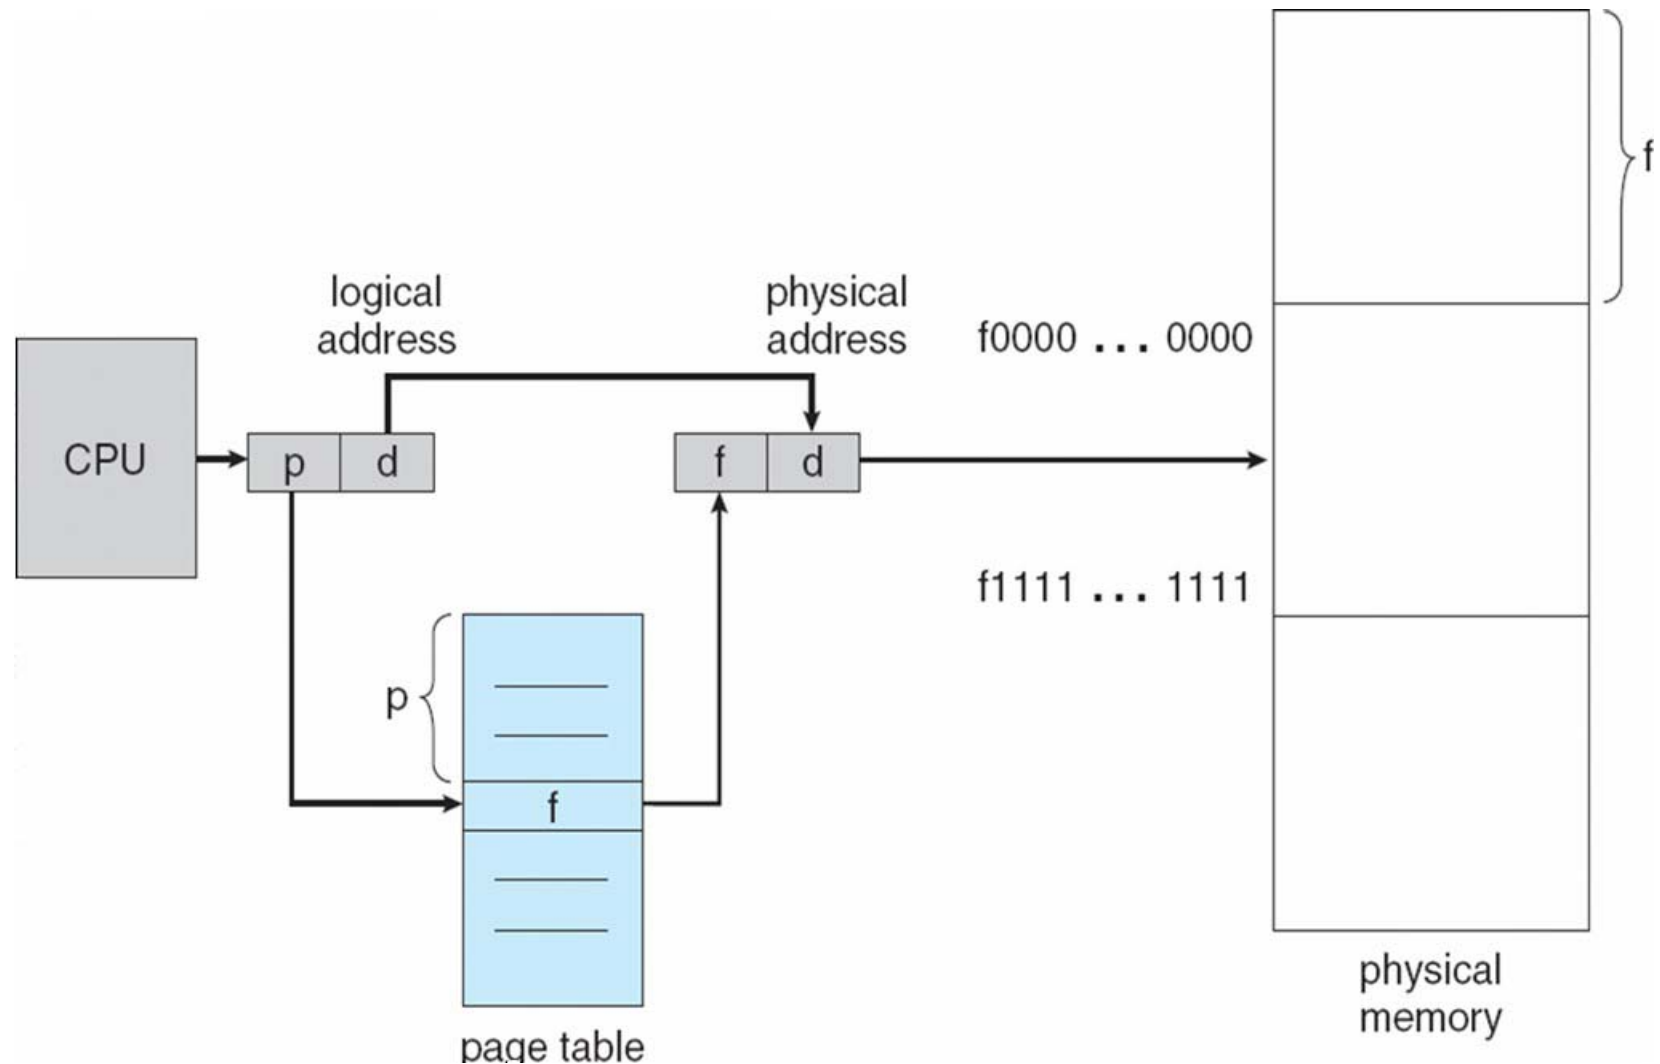 f
logical
address
physical
address
f0000 ... 0000
CPU
p
d
f
d
f1111 ... 1111
p
f
physical
memory
page table